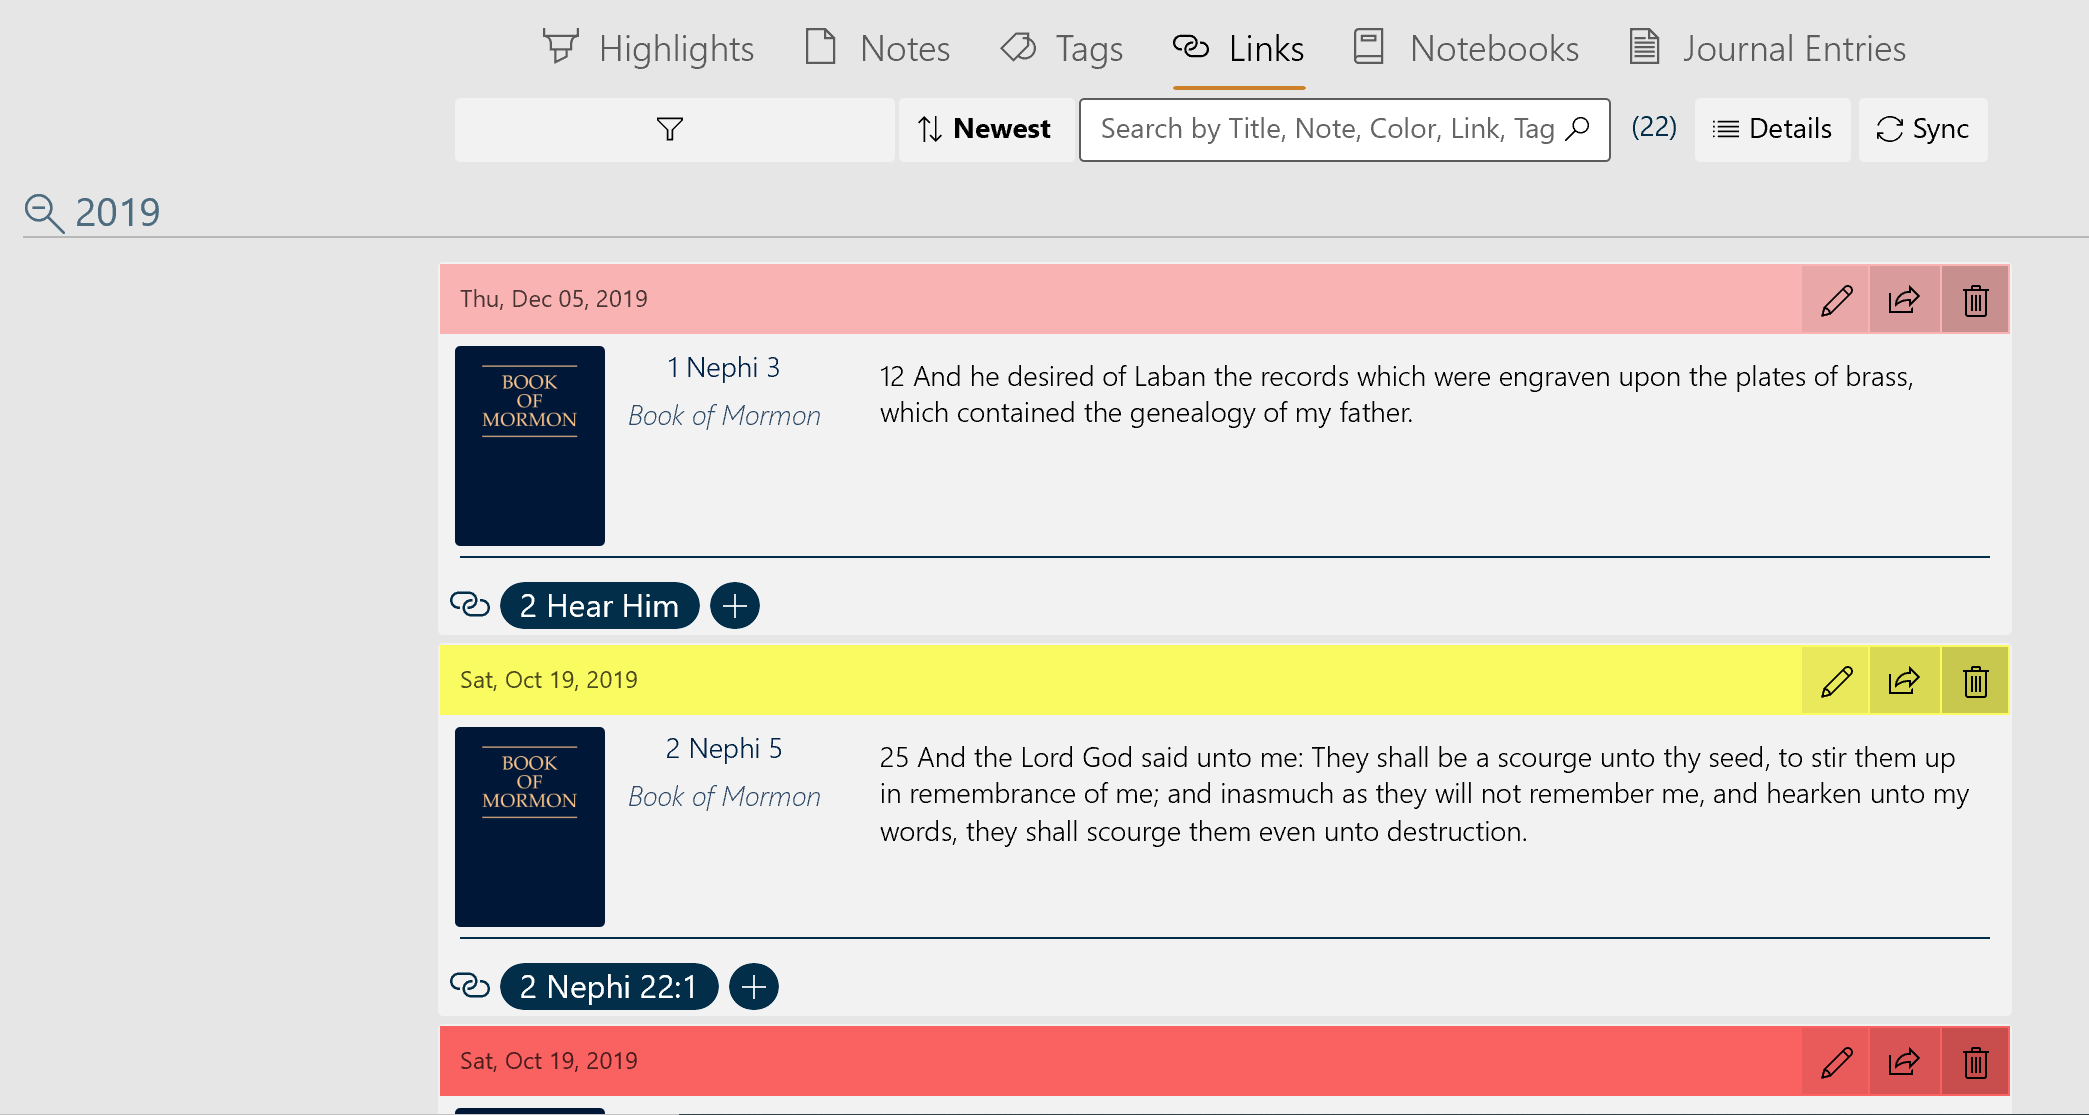 Highlights Notes Tags Links Notebooks Journal Entries
Newest Search by Title, Note, Color, Link, Tag (22) Details Sync
2019
Thu, Dec 05, 2019
BOOK
OF
MORMON
1 Nephi 3
Book of Mormon
12 And he desired of Laban the records which were engraven upon the plates of brass,
which contained the genealogy of my father.
2 Hear Him
Sat, Oct 19, 2019
BOOK
OF
MORMON
2 Nephi 5
Book of Mormon
25 And the Lord God said unto me: They shall be a scourge unto thy seed, to stir them up
in remembrance of me; and inasmuch as they will not remember me, and hearken unto my
words, they shall scourge them even unto destruction.
2 Nephi 22:1
Sat, Oct 19, 2019